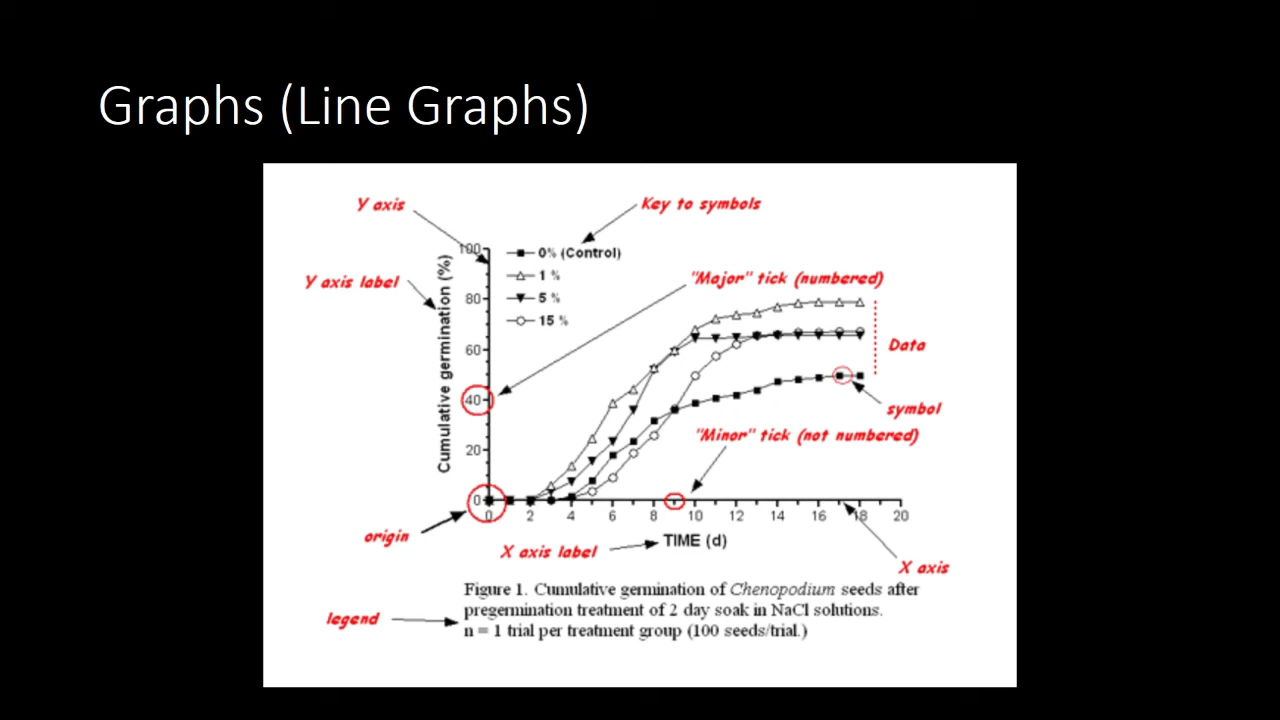 Graphs (Line Graphs)
Y axis
Key to symbols
Y axis label
"Major" tick (numbered)
0% (Control)
1 %
5 %
15 %
Cumulative germination (%)
100
80
60
40
20
0
Data
symbol
"Minor" tick (not numbered)
0 2 4 6 8 10 12 14 16 18 20
origin
X axis label
TIME (d)
X axis
legend
Figure 1. Cumulative germination of Chenopodium seeds after
pregermination treatment of 2 day soak in NaCl solutions.
n = 1 trial per treatment group (100 seeds/trial.)